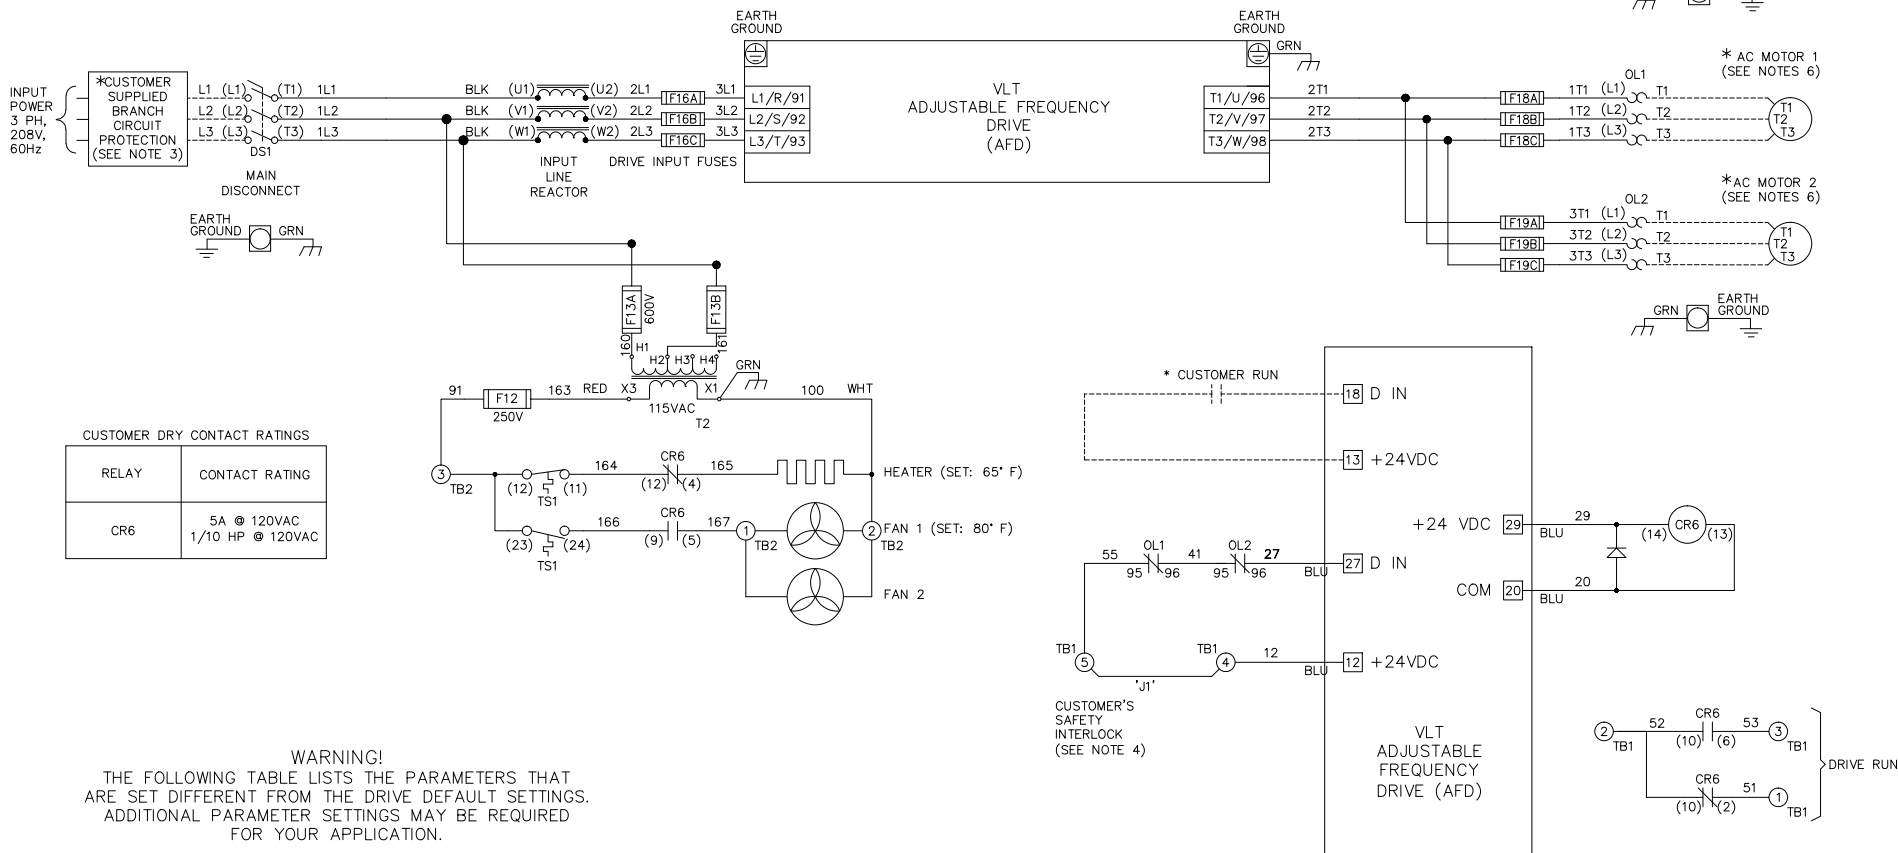 EARTH
GROUND
EARTH
GROUND
GRN
INPUT
POWER
3 PH,
208V,
60Hz
*CUSTOMER
SUPPLIED
BRANCH
CIRCUIT
PROTECTION
(SEE NOTE 3)
L1 (L1) (T1) 1L1 BLK (U1) (U2) 2L1 F16A 3L1 L1/R/91
L2 (L2) (T2) 1L2 BLK (V1) (V2) 2L2 F16B 3L2 L2/S/92
L3 (L3) (T3) 1L3 BLK (W1) (W2) 2L3 F16C 3L3 L3/T/93
DS1
MAIN
DISCONNECT
INPUT
LINE
REACTOR
DRIVE INPUT FUSES
VLT
ADJUSTABLE FREQUENCY
DRIVE
(AFD)
T1/U/96 2T1 F18A 1T1 (L1) T1
T2/V/97 2T2 F18B 1T2 (L2) T2
T3/W/98 2T3 F18C 1T3 (L3) T3
OL1
* AC MOTOR 1
(SEE NOTES 6)
T1
T2
T3
*AC MOTOR 2
(SEE NOTES 6)
OL2
F19A 3T1 (L1) T1
F19B 3T2 (L2) T2
F19C 3T3 (L3) T3
T1
T2
T3
EARTH
GROUND GRN
GRN EARTH
GROUND
F13A 600V F13B
160 H1 H2 H3 H4 161
GRN
91 F12 163 RED X3 X1 100 WHT
250V
115VAC
T2
3 TB2 (12) TS1 (11) 164 CR6 (12) (4) 165 HEATER (SET: 65° F)
(23) TS1 (24) 166 CR6 (9) (5) 167 1 TB2 2 TB2 FAN 1 (SET: 80° F)
FAN 2
CUSTOMER DRY CONTACT RATINGS
RELAY CONTACT RATING
CR6 5A @ 120VAC
1/10 HP @ 120VAC
* CUSTOMER RUN
18 D IN
13 +24VDC
+24 VDC 29 29 BLU CR6 (14) (13)
55 OL1 95 96 41 OL2 95 96 27 BLU 27 D IN
COM 20 20 BLU
TB1 5 TB1 4 12 BLU 12 +24VDC
'J1'
CUSTOMER'S
SAFETY
INTERLOCK
(SEE NOTE 4)
VLT
ADJUSTABLE
FREQUENCY
DRIVE (AFD)
2 TB1 52 CR6 (10) (6) 53 3 TB1
DRIVE RUN
CR6 (10) (2) 51 1 TB1
WARNING!
THE FOLLOWING TABLE LISTS THE PARAMETERS THAT
ARE SET DIFFERENT FROM THE DRIVE DEFAULT SETTINGS.
ADDITIONAL PARAMETER SETTINGS MAY BE REQUIRED
FOR YOUR APPLICATION.